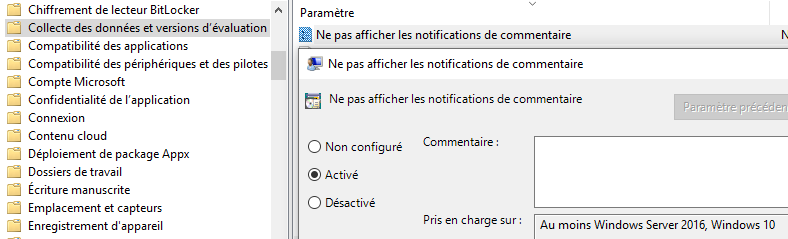 Chiffrement de lecteur BitLocker
Collecte des données et versions d'évaluation
Compatibilité des applications
Compatibilité des périphériques et des pilotes
Compte Microsoft
Confidentialité de l'application
Connexion
Contenu cloud
Déploiement de package Appx
Dossiers de travail
Écriture manuscrite
Emplacement et capteurs
Enregistrement d'appareil
Paramètre
Ne pas afficher les notifications de commentaire
Ne pas afficher les notifications de commentaire
Ne pas afficher les notifications de commentaire
Paramètre précéden
Non configuré
Commentaire :
Activé
Désactivé
Pris en charge sur :
Au moins Windows Server 2016, Windows 10